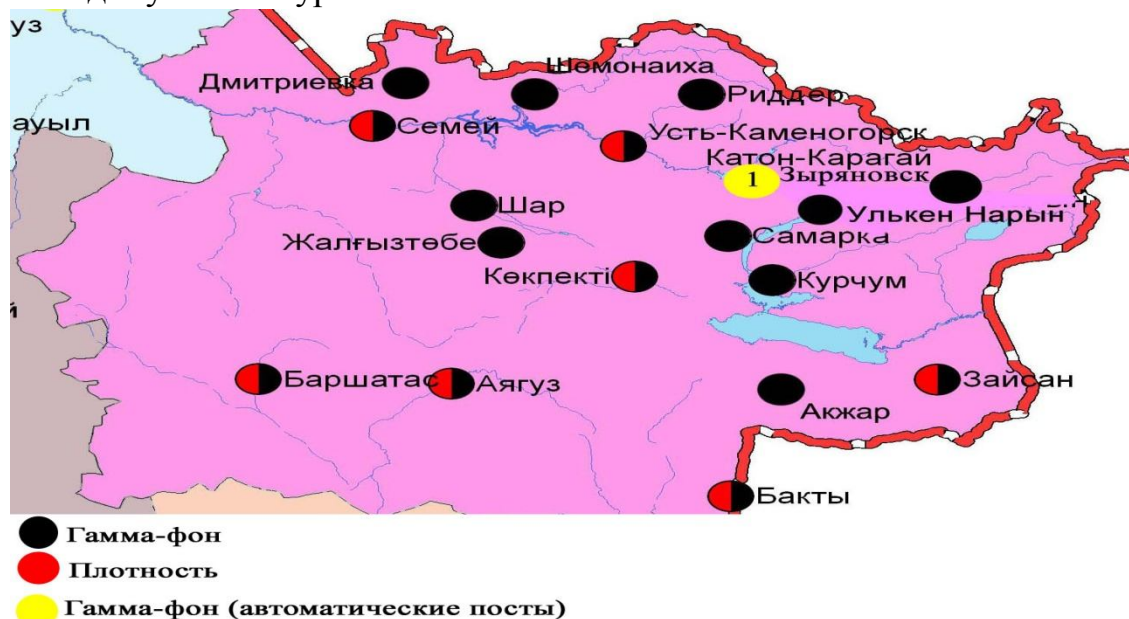 уз
Дмитриевка
Шемонаиха
Риддер
ауыл
Семей
Усть-Каменогорск
Катон-Карагай
1
Зыряновск
Шар
Улькен Нарын
Жалғызтөбе
Самарка
Көкпекті
Курчум
й
Баршатас
Аягуз
Зайсан
Акжар
Бакты
Гамма-фон
Плотность
Гамма-фон (автоматические посты)